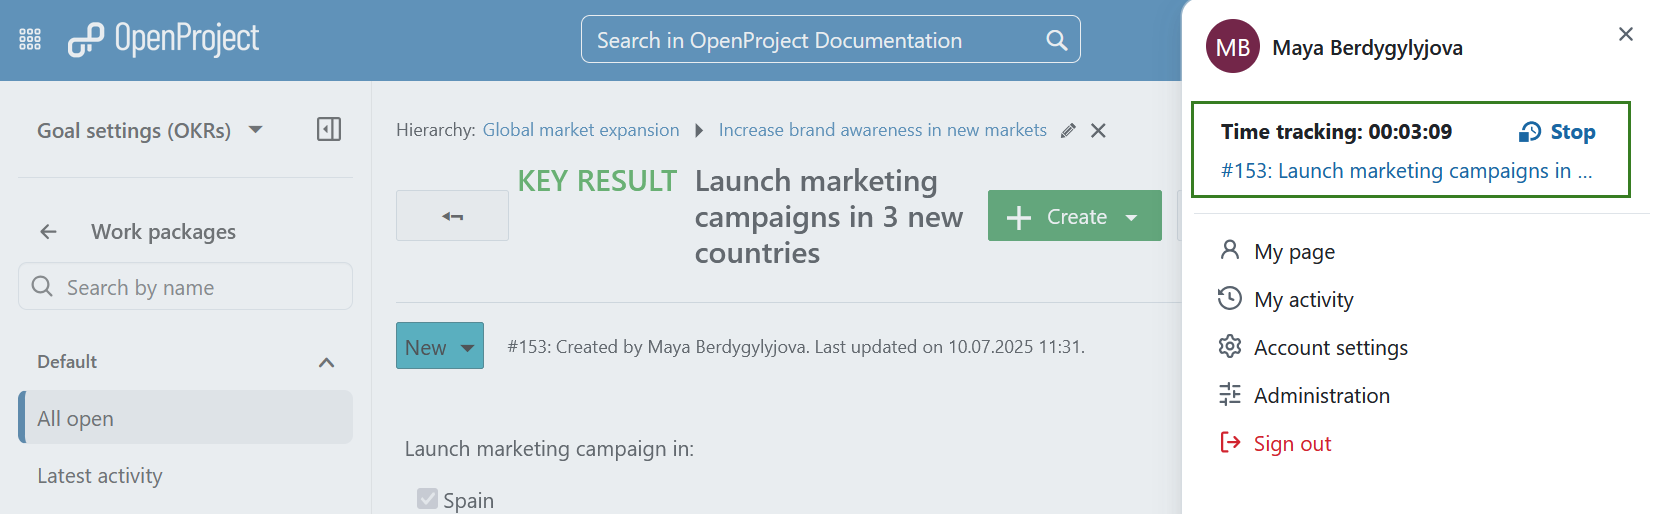 OpenProject
Search in OpenProject Documentation
MB Maya Berdygylyjova
Goal settings (OKRs)
Work packages
Search by name
Default
All open
Latest activity
Hierarchy: Global market expansion Increase brand awareness in new markets
KEY RESULT Launch marketing
campaigns in 3 new
countries
Create
New
#153: Created by Maya Berdygylyjova. Last updated on 10.07.2025 11:31.
Launch marketing campaign in:
Spain
Time tracking: 00:03:09 Stop
#153: Launch marketing campaigns in ...
My page
My activity
Account settings
Administration
Sign out